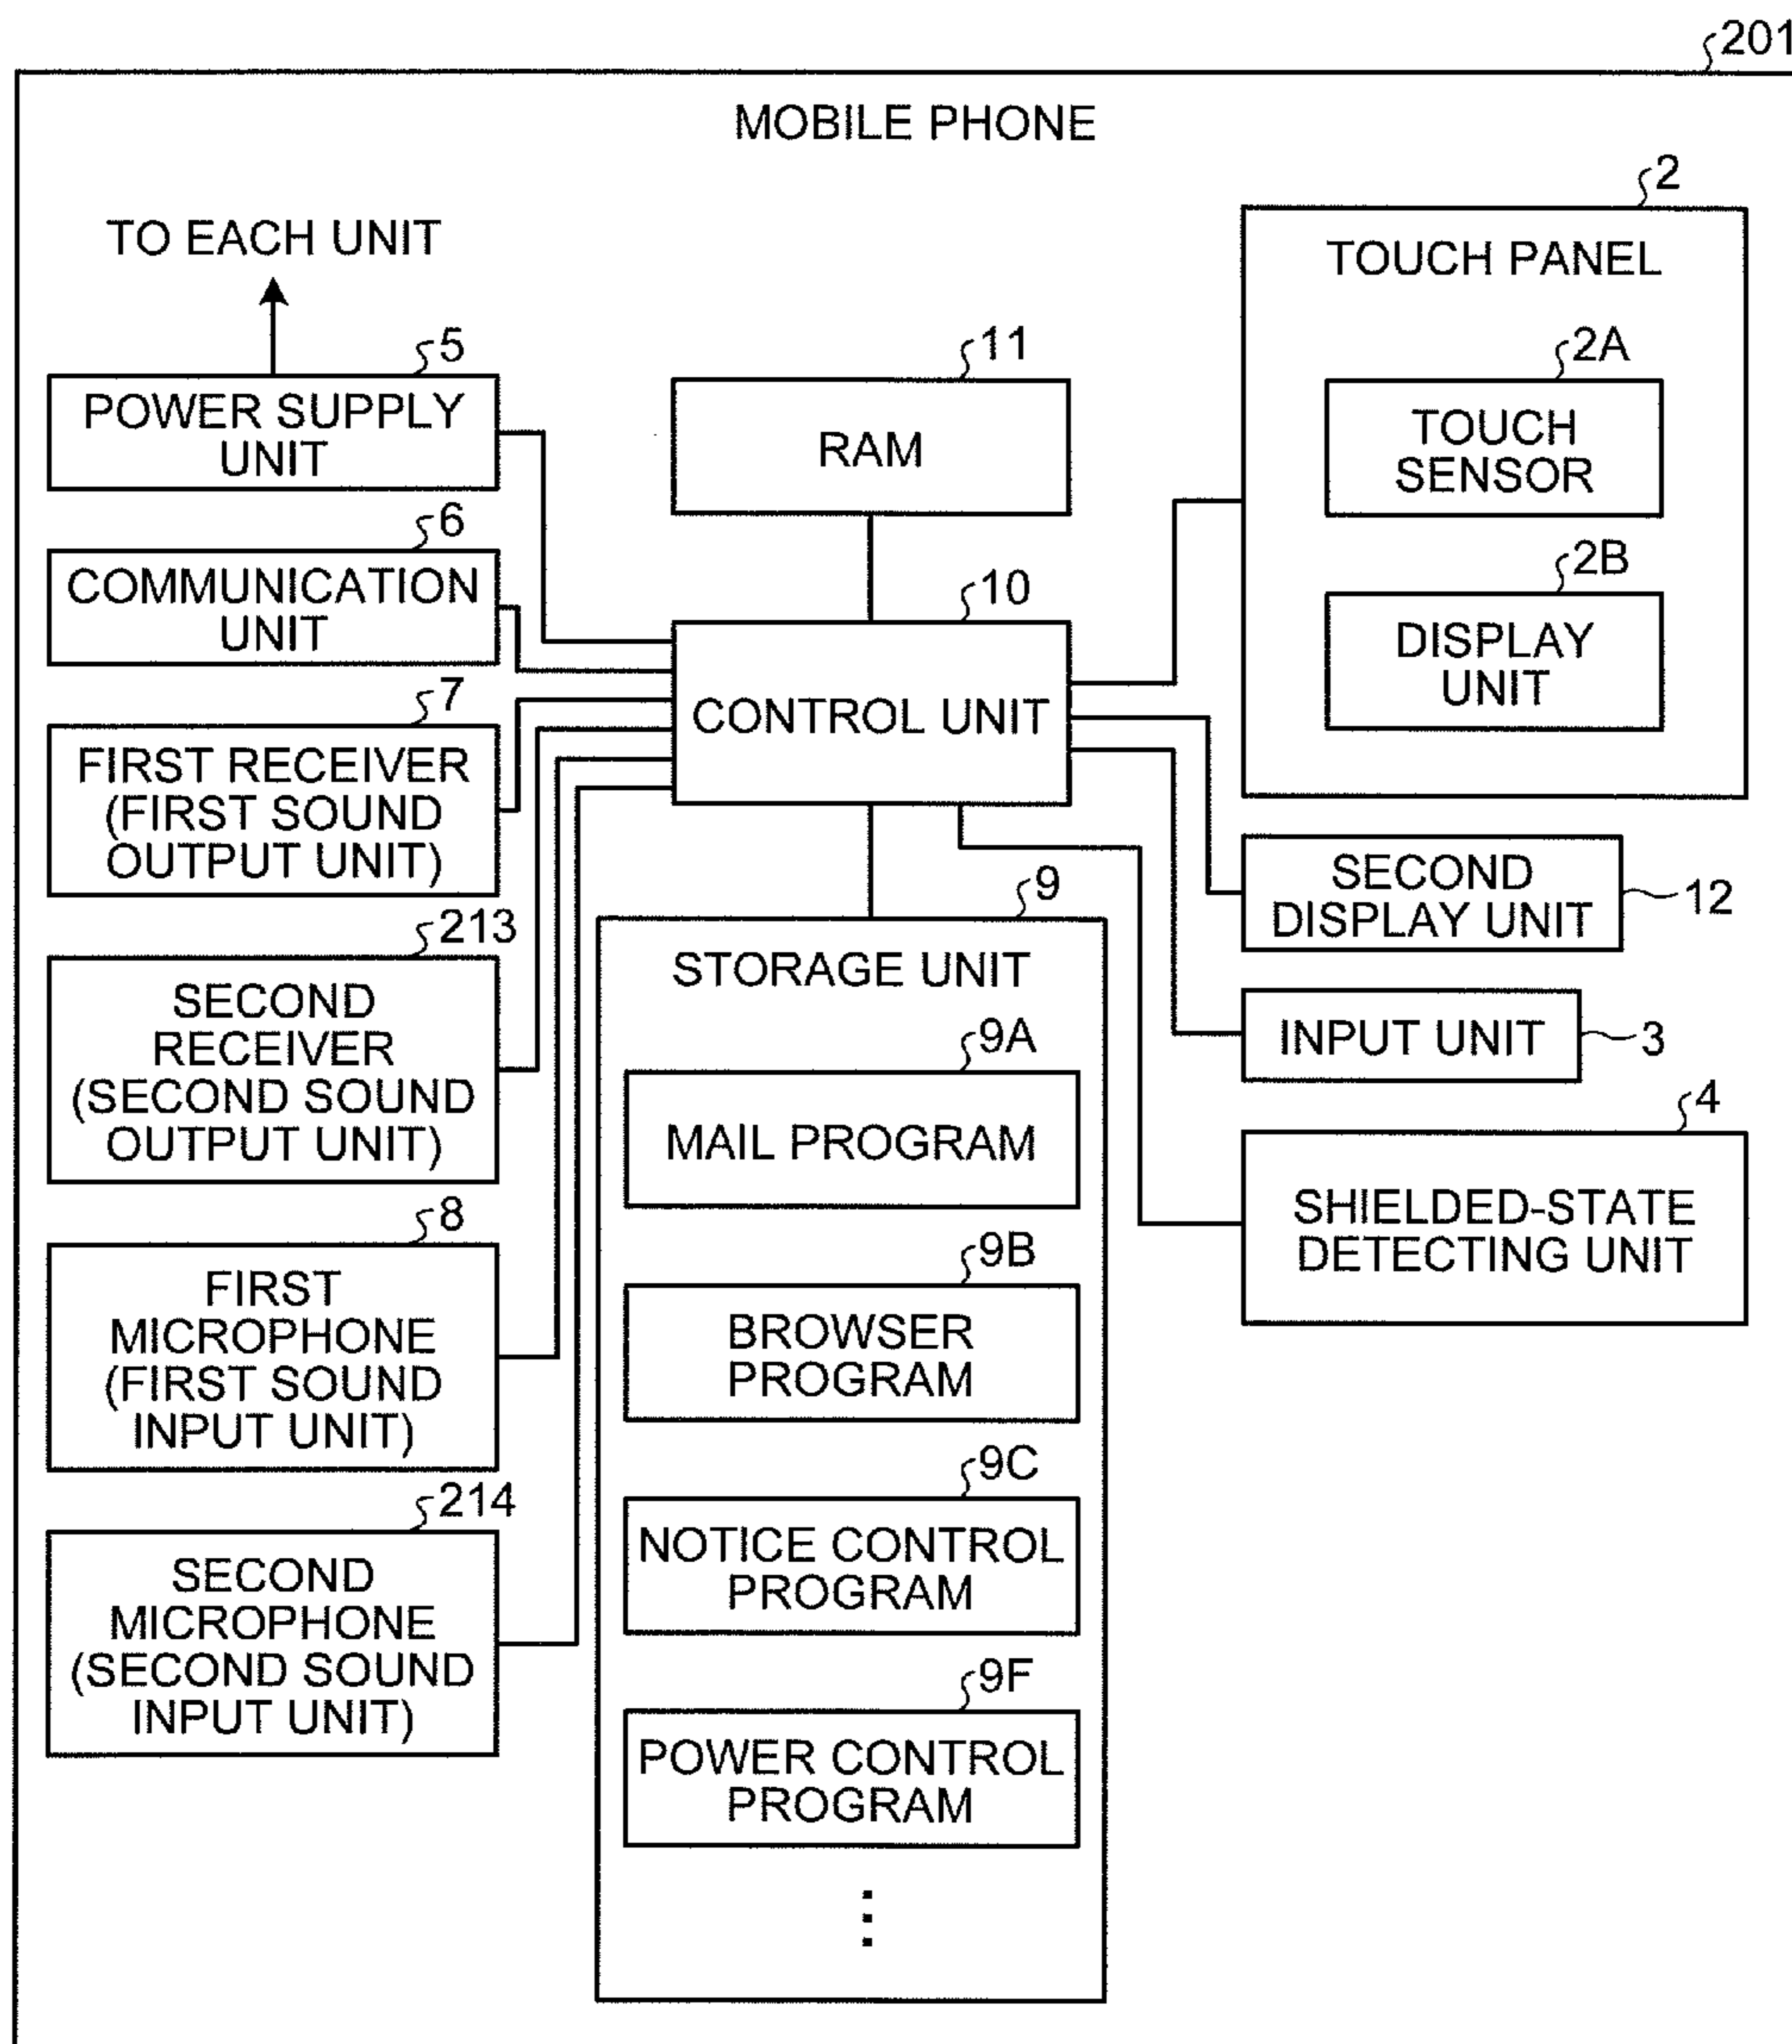 201
MOBILE PHONE
TO EACH UNIT
5
POWER SUPPLY
UNIT
6
COMMUNICATION
UNIT
7
FIRST RECEIVER
(FIRST SOUND
OUTPUT UNIT)
213
SECOND
RECEIVER
(SECOND SOUND
OUTPUT UNIT)
8
FIRST
MICROPHONE
(FIRST SOUND
INPUT UNIT)
214
SECOND
MICROPHONE
(SECOND SOUND
INPUT UNIT)
11
RAM
10
CONTROL UNIT
9
STORAGE UNIT
9A
MAIL PROGRAM
9B
BROWSER
PROGRAM
9C
NOTICE CONTROL
PROGRAM
9F
POWER CONTROL
PROGRAM
2
TOUCH PANEL
2A
TOUCH
SENSOR
2B
DISPLAY
UNIT
SECOND
DISPLAY UNIT
12
INPUT UNIT
3
4
SHIELDED-STATE
DETECTING UNIT